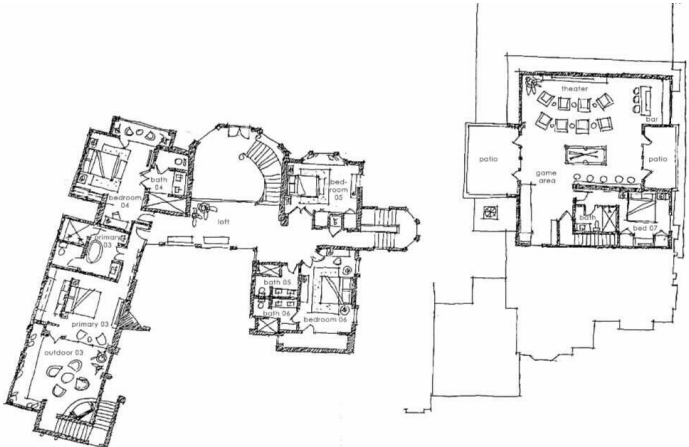 bath
04
bedroom
04
loft
bed-
room
05
primary
03
primary 03
outdoor 03
bath 05
bath 06
bedroom 06
theater
bar
patio
game
area
patio
bath
bed 07